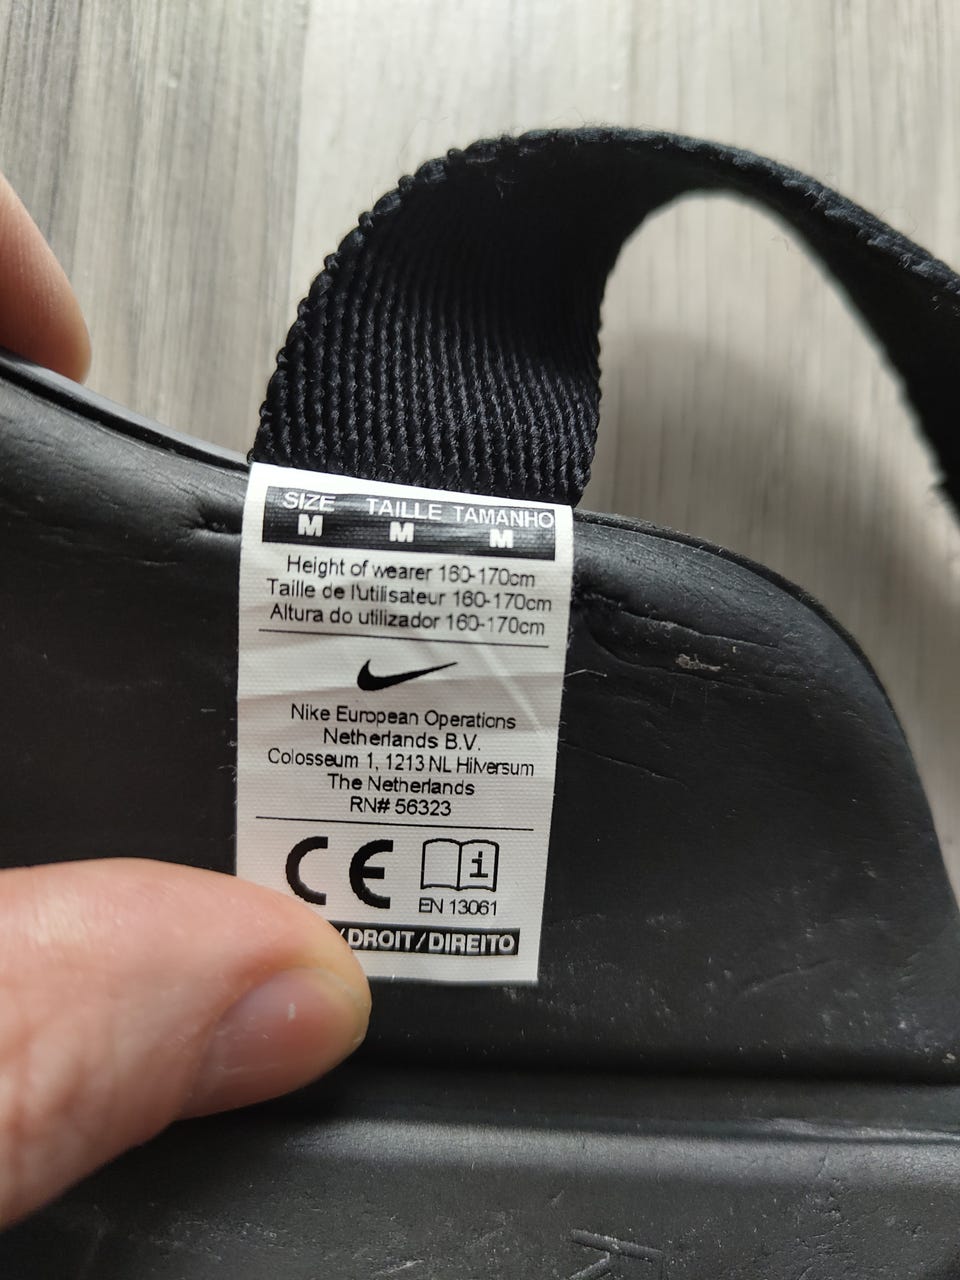 SIZE TAILLE TAMANHO
M M M
Height of wearer 160-170cm
Taille de l'utilisateur 160-170cm
Altura do utilizador 160-170cm
Nike European Operations
Netherlands B.V.
Colosseum 1, 1213 NL Hilversum
The Netherlands
RN# 56323
CE i
EN 13061
/DROIT/DIREITO